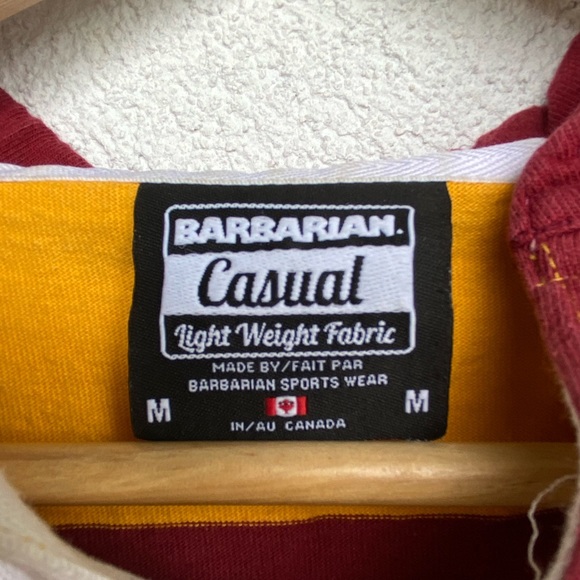 BARBARIAN.
Casual
Light Weight Fabric
MADE BY/FAIT PAR
BARBARIAN SPORTS WEAR
M M
IN/AU CANADA